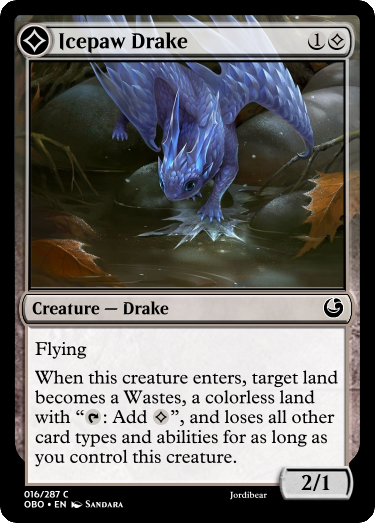 Icepaw Drake 1
Creature — Drake
Flying
When this creature enters, target land
becomes a Wastes, a colorless land
with “: Add ”, and loses all other
card types and abilities for as long as
you control this creature.
2/1
016/287 C
OBO • EN Sandara
Jordibear